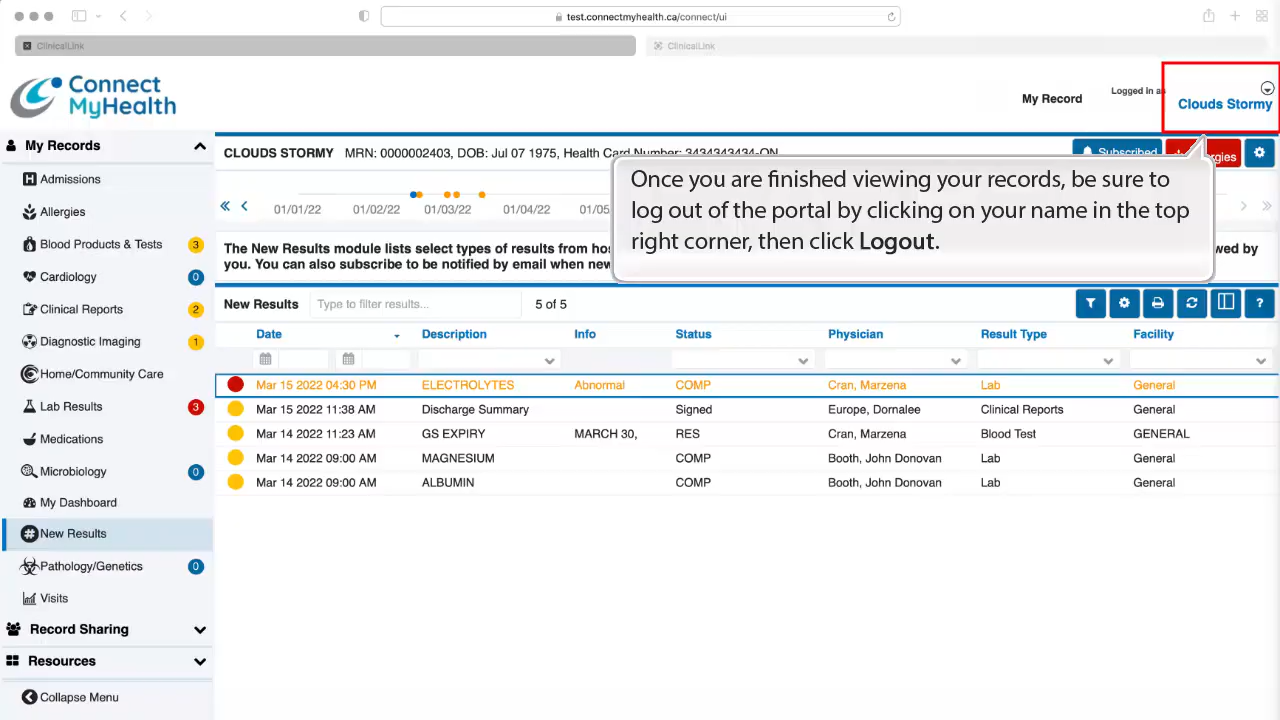 test.connectmyhealth.ca/connect/ui
ClinicalLink
ClinicalLink
Connect
MyHealth
My Record
Logged in as
Clouds Stormy
My Records
Admissions
Allergies
Blood Products & Tests 3
Cardiology 0
Clinical Reports 2
Diagnostic Imaging 1
Home/Community Care
Lab Results 3
Medications
Microbiology 0
My Dashboard
New Results
Pathology/Genetics 0
Visits
Record Sharing
Resources
Collapse Menu
CLOUDS STORMY MRN: 0000002403, DOB: Jul 07 1975, Health Card Number: 3434343434-ON
Subscribed
01/01/22 01/02/22 01/03/22 01/04/22 01/05
Once you are finished viewing your records, be sure to
log out of the portal by clicking on your name in the top
right corner, then click Logout.
The New Results module lists select types of results from hos wed by
you. You can also subscribe to be notified by email when new
New Results Type to filter results... 5 of 5 ?
Date Description Info Status Physician Result Type Facility
Mar 15 2022 04:30 PM ELECTROLYTES Abnormal COMP Cran, Marzena Lab General
Mar 15 2022 11:38 AM Discharge Summary Signed Europe, Dornalee Clinical Reports General
Mar 14 2022 11:23 AM GS EXPIRY MARCH 30, RES Cran, Marzena Blood Test GENERAL
Mar 14 2022 09:00 AM MAGNESIUM COMP Booth, John Donovan Lab General
Mar 14 2022 09:00 AM ALBUMIN COMP Booth, John Donovan Lab General